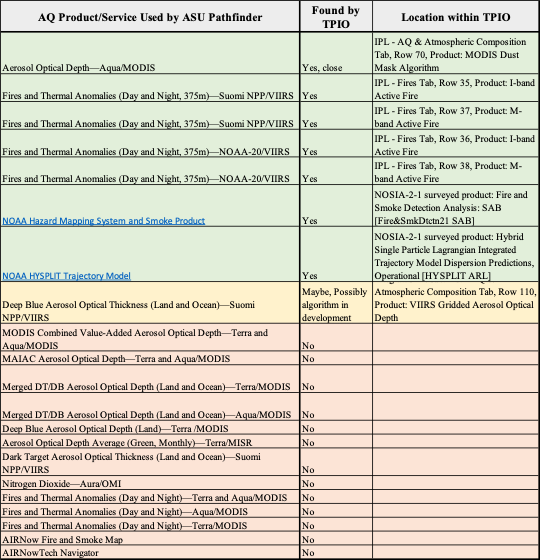 AQ Product/Service Used by ASU Pathfinder
Found by
TPIO
Location within TPIO
Aerosol Optical Depth—Aqua/MODIS
Yes, close
IPL - AQ & Atmospheric Composition
Tab, Row 70, Product: MODIS Dust
Mask Algorithm
Fires and Thermal Anomalies (Day and Night, 375m)—Suomi NPP/VIIRS
Yes
IPL - Fires Tab, Row 35, Product: I-band
Active Fire
Fires and Thermal Anomalies (Day and Night, 375m)—Suomi NPP/VIIRS
Yes
IPL - Fires Tab, Row 37, Product: M-
band Active Fire
Fires and Thermal Anomalies (Day and Night, 375m)—NOAA-20/VIIRS
Yes
IPL - Fires Tab, Row 36, Product: I-band
Active Fire
Fires and Thermal Anomalies (Day and Night, 375m)—NOAA-20/VIIRS
Yes
IPL - Fires Tab, Row 38, Product: M-
band Active Fire
NOAA Hazard Mapping System and Smoke Product
Yes
NOSIA-2-1 surveyed product: Fire and
Smoke Detection Analysis: SAB
[Fire&SmkDtctn21 SAB]
NOAA HYSPLIT Trajectory Model
Yes
NOSIA-2-1 surveyed product: Hybrid
Single Particle Lagrangian Integrated
Trajectory Model Dispersion Predictions,
Operational [HYSPLIT ARL]
Deep Blue Aerosol Optical Thickness (Land and Ocean)—Suomi
NPP/VIIRS
Maybe, Possibly
algorithm in
development
Atmospheric Composition Tab, Row 110,
Product: VIIRS Gridded Aerosol Optical
Depth
MODIS Combined Value-Added Aerosol Optical Depth—Terra and
Aqua/MODIS
No
MAIAC Aerosol Optical Depth—Terra and Aqua/MODIS
No
Merged DT/DB Aerosol Optical Depth (Land and Ocean)—Terra/MODIS
No
Merged DT/DB Aerosol Optical Depth (Land and Ocean)—Aqua/MODIS
No
Deep Blue Aerosol Optical Depth (Land)—Terra /MODIS
No
Aerosol Optical Depth Average (Green, Monthly)—Terra/MISR
No
Dark Target Aerosol Optical Thickness (Land and Ocean)—Suomi
NPP/VIIRS
No
Nitrogen Dioxide—Aura/OMI
No
Fires and Thermal Anomalies (Day and Night)—Terra and Aqua/MODIS
No
Fires and Thermal Anomalies (Day and Night)—Aqua/MODIS
No
Fires and Thermal Anomalies (Day and Night)—Terra/MODIS
No
AIRNow Fire and Smoke Map
No
AIRNowTech Navigator
No